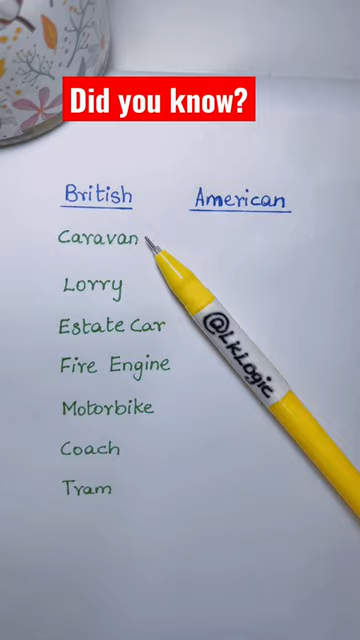 Did you know?
British American
Caravan
Lorry
Estate Car
Fire Engine
Motorbike
Coach
Tram
@LKLogic